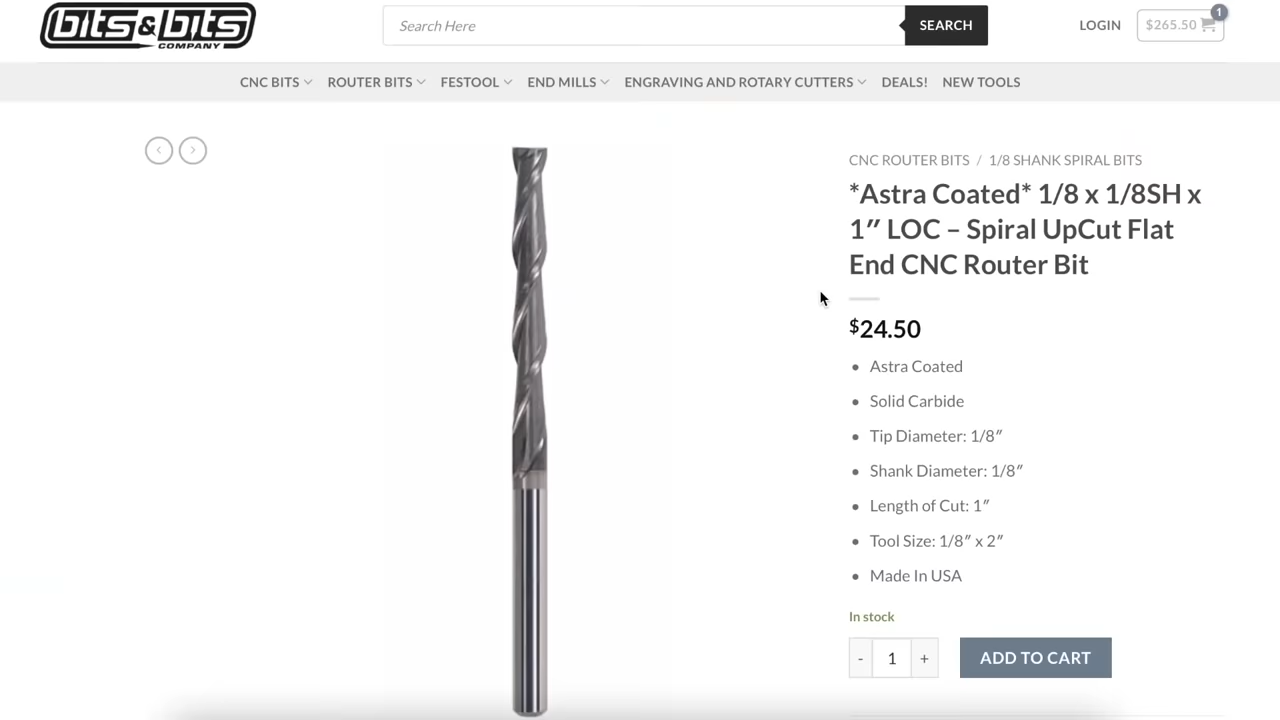 bits&bits
COMPANY
Search Here
SEARCH
LOGIN
$265.50
1
CNC BITS
ROUTER BITS
FESTOOL
END MILLS
ENGRAVING AND ROTARY CUTTERS
DEALS!
NEW TOOLS
CNC ROUTER BITS / 1/8 SHANK SPIRAL BITS
*Astra Coated* 1/8 x 1/8SH x
1″ LOC – Spiral UpCut Flat
End CNC Router Bit
$24.50
Astra Coated
Solid Carbide
Tip Diameter: 1/8″
Shank Diameter: 1/8″
Length of Cut: 1″
Tool Size: 1/8″ x 2″
Made In USA
In stock
- 1 +
ADD TO CART